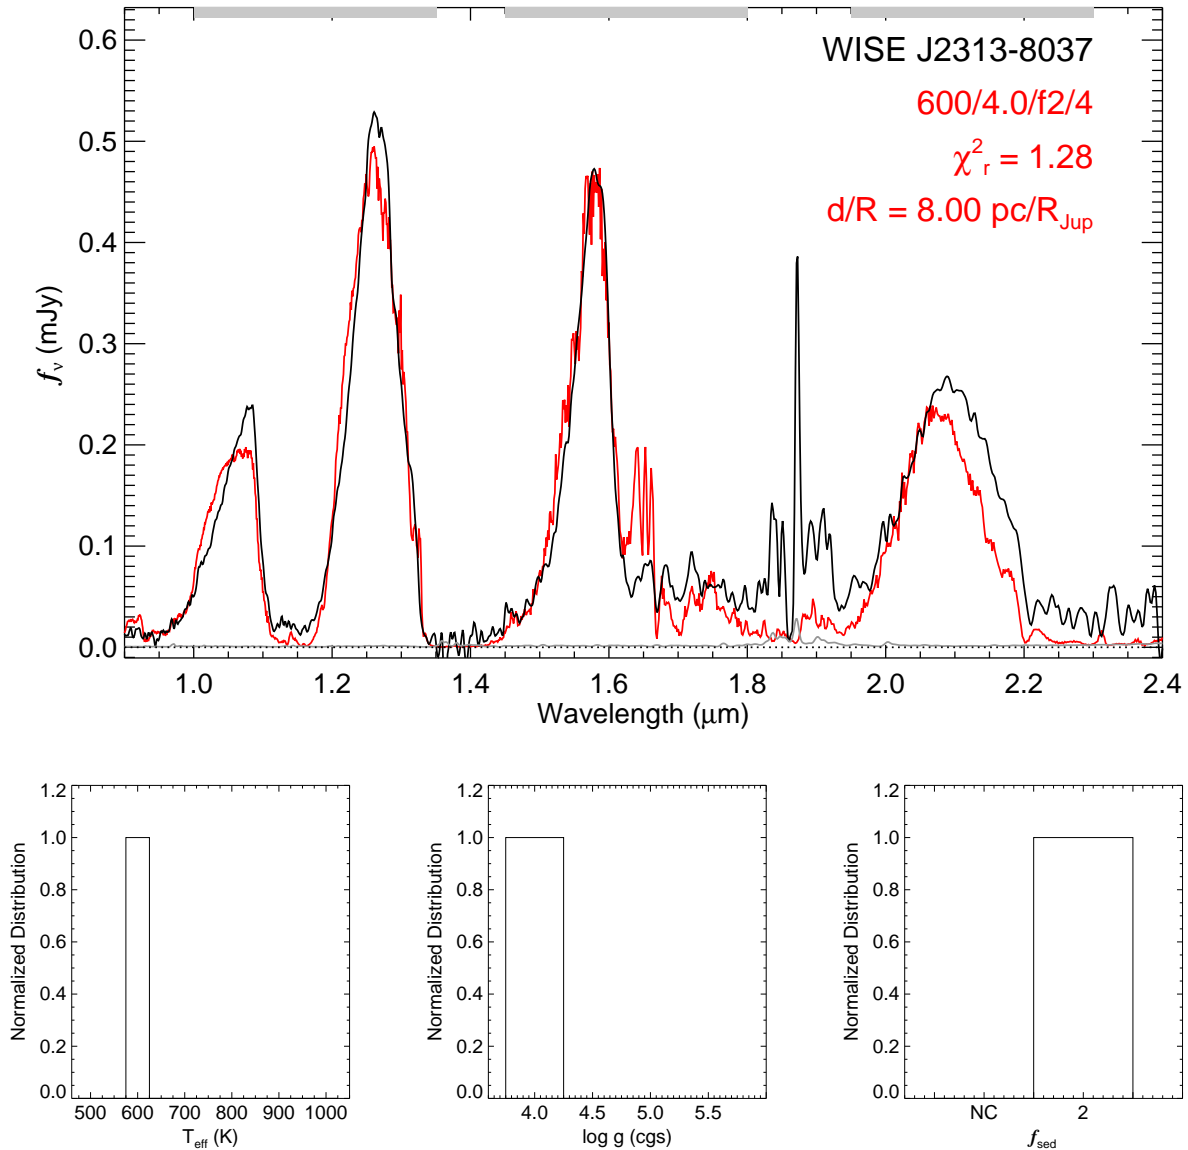 WISE J2313-8037
600/4.0/f2/4
χ²r = 1.28
d/R = 8.00 pc/RJup
0.6
0.5
0.4
0.3
0.2
0.1
0.0
fν (mJy)
1.0 1.2 1.4 1.6 1.8 2.0 2.2 2.4
Wavelength (μm)
1.2
1.0
0.8
0.6
0.4
0.2
0.0
Normalized Distribution
500 600 700 800 900 1000
Teff (K)
1.2
1.0
0.8
0.6
0.4
0.2
0.0
Normalized Distribution
4.0 4.5 5.0 5.5
log g (cgs)
1.2
1.0
0.8
0.6
0.4
0.2
0.0
Normalized Distribution
NC 2
fsed